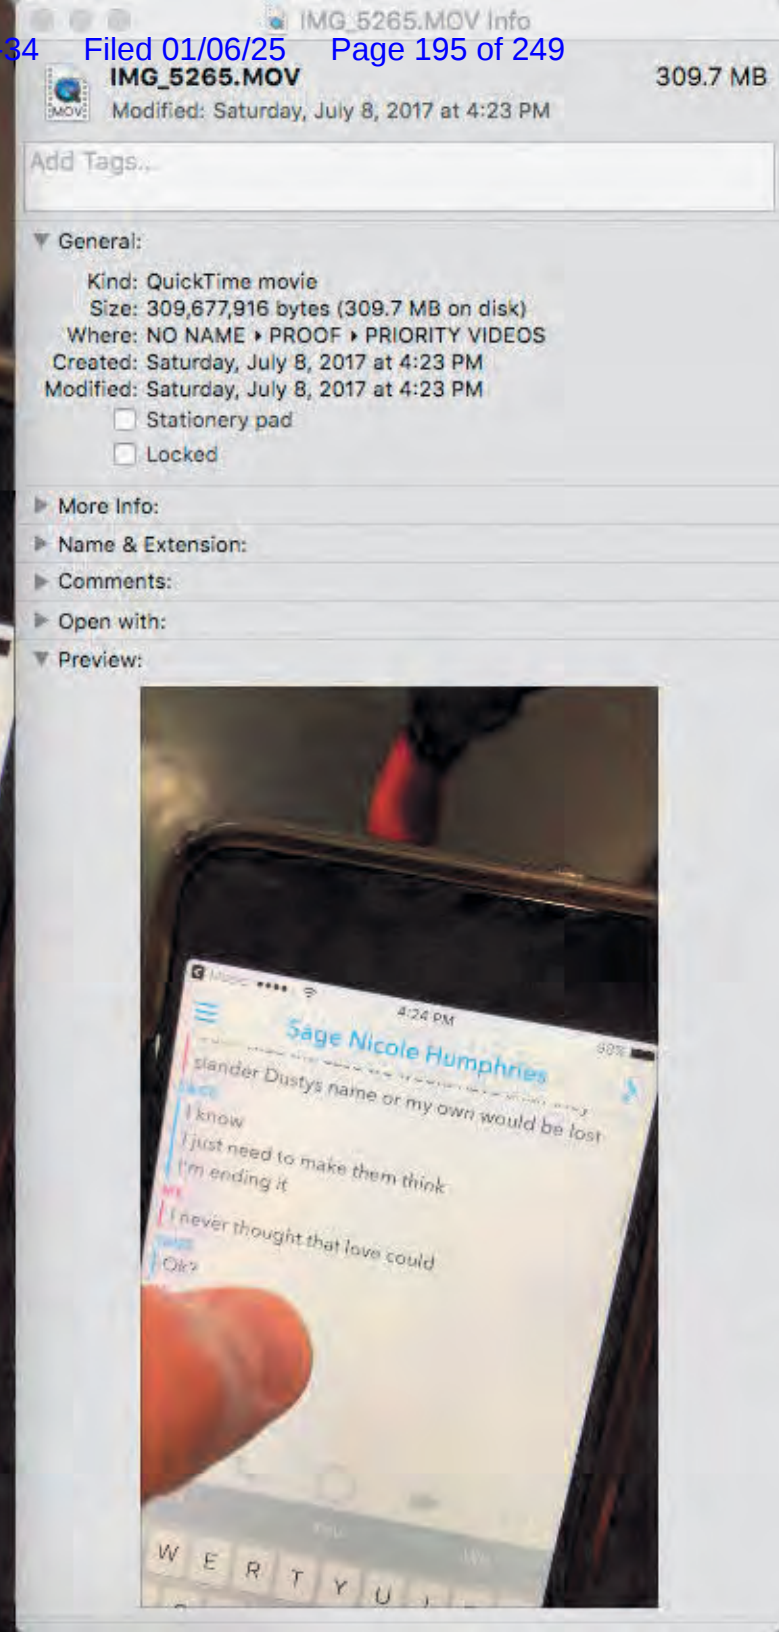 IMG_5265.MOV Info
34 Filed 01/06/25 Page 195 of 249
IMG_5265.MOV 309.7 MB
MOV
Modified: Saturday, July 8, 2017 at 4:23 PM
Add Tags...
General:
Kind: QuickTime movie
Size: 309,677,916 bytes (309.7 MB on disk)
Where: NO NAME ▸ PROOF ▸ PRIORITY VIDEOS
Created: Saturday, July 8, 2017 at 4:23 PM
Modified: Saturday, July 8, 2017 at 4:23 PM
Stationery pad
Locked
More Info:
Name & Extension:
Comments:
Open with:
Preview:
4:24 PM
98%
Sage Nicole Humphries
slander Dustys name or my own would be lost
SAGE
I know
I just need to make them think
I'm ending it
ME
I never thought that love could
SAGE
Ok?
W E R T Y U